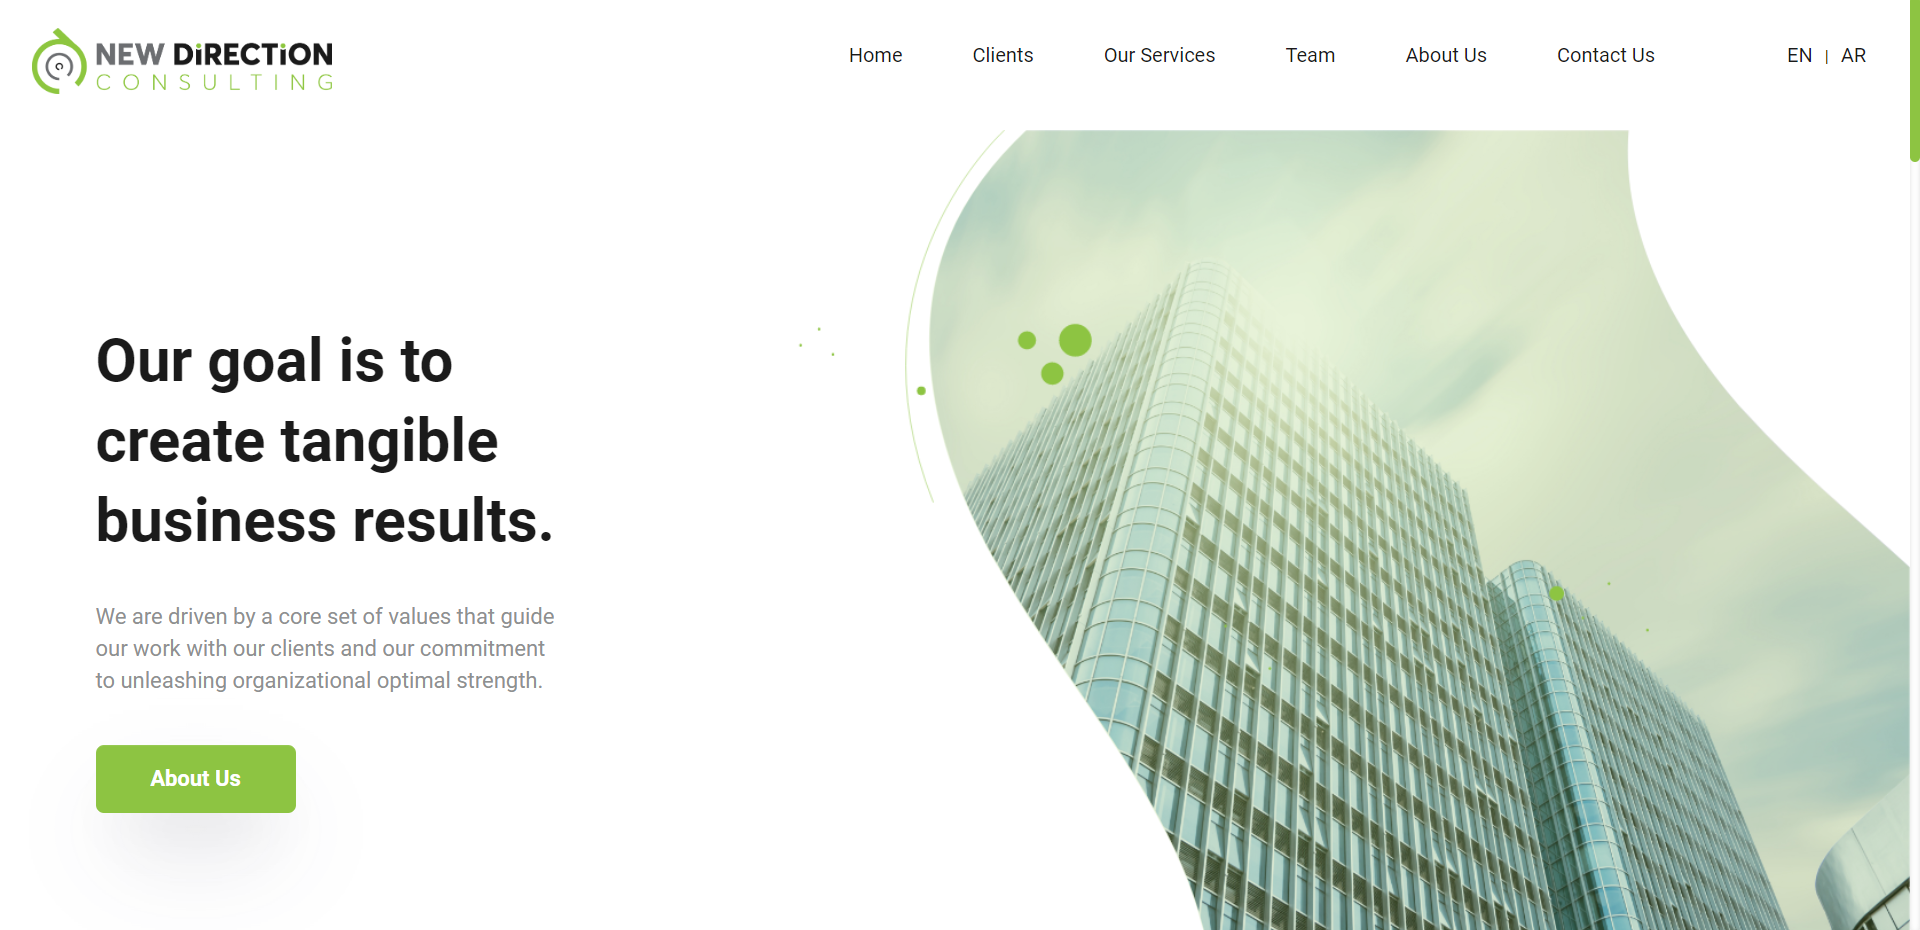 NEW DiRECTiON
CONSULTING
Home Clients Our Services Team About Us Contact Us EN | AR
Our goal is to
create tangible
business results.
We are driven by a core set of values that guide
our work with our clients and our commitment
to unleashing organizational optimal strength.
About Us